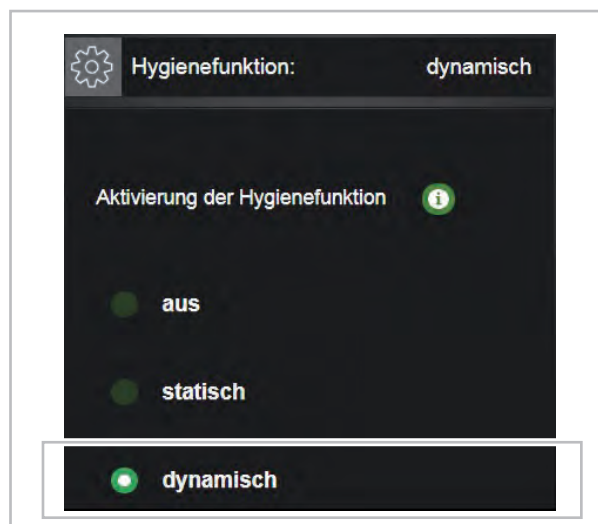 Hygienefunktion: dynamisch
Aktivierung der Hygienefunktion
aus
statisch
dynamisch